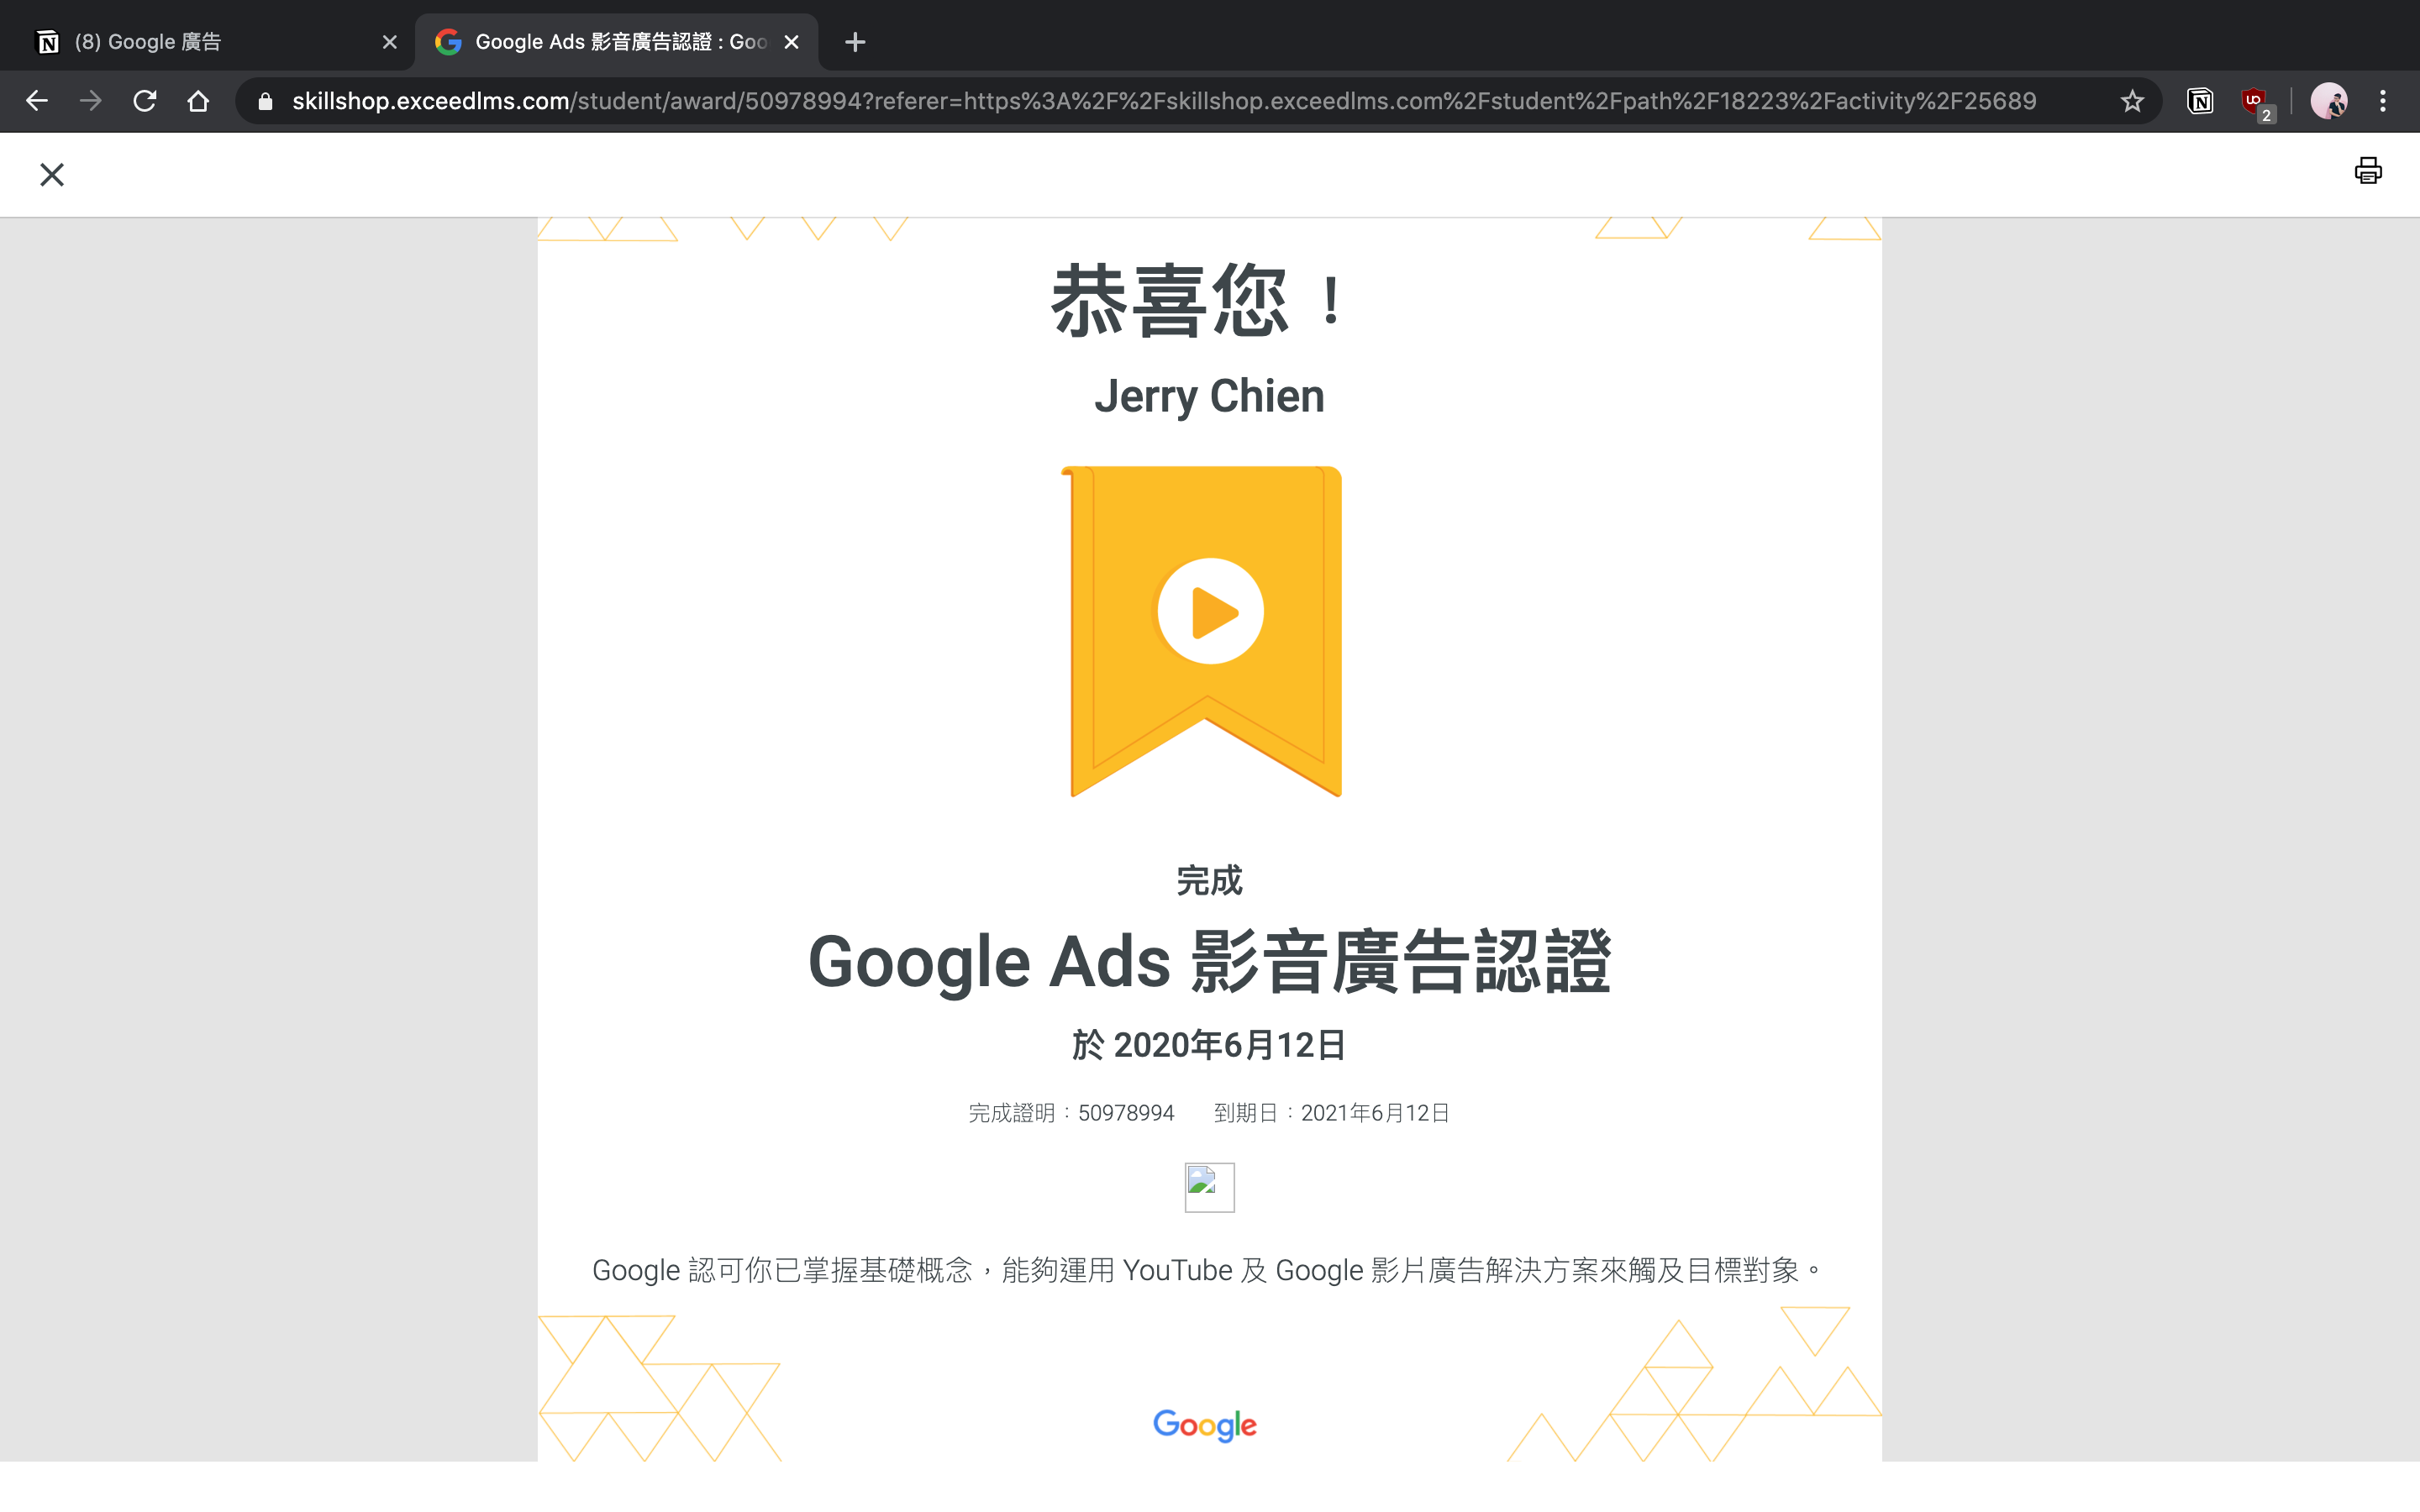 (8) Google 廣告
Google Ads 影音廣告認證 : Goo
skillshop.exceedlms.com/student/award/50978994?referer=https%3A%2F%2Fskillshop.exceedlms.com%2Fstudent%2Fpath%2F18223%2Factivity%2F25689
2
恭喜您！
Jerry Chien
完成
Google Ads 影音廣告認證
於 2020年6月12日
完成證明：50978994 到期日：2021年6月12日
Google 認可你已掌握基礎概念，能夠運用 YouTube 及 Google 影片廣告解決方案來觸及目標對象。
Google